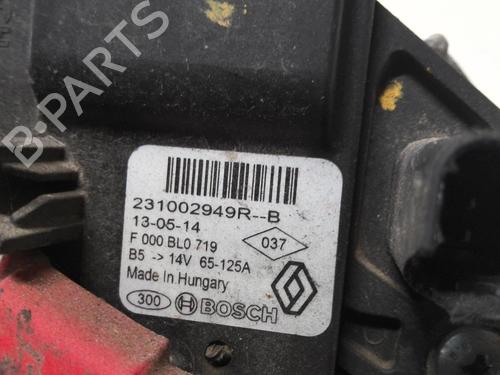 B-PARTS
231002949R--B
13-05-14
F 000 BL0 719
037
B5 -> 14V 65-125A
Made In Hungary
300 BOSCH